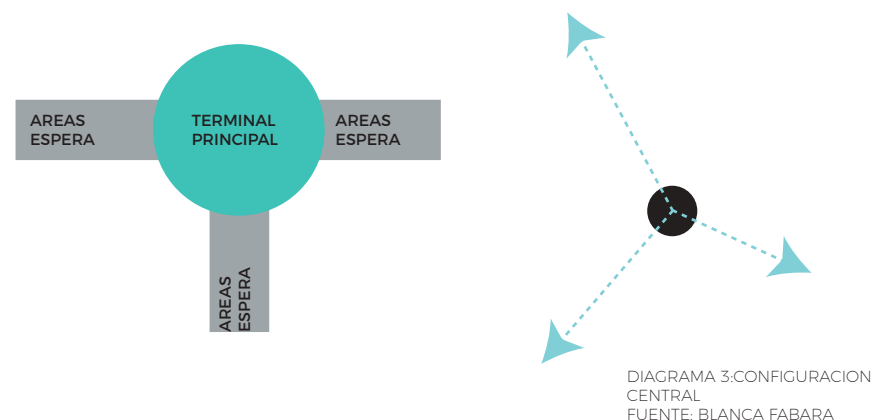 AREAS
ESPERA
TERMINAL
PRINCIPAL
AREAS
ESPERA
AREAS
ESPERA
DIAGRAMA 3:CONFIGURACION
CENTRAL
FUENTE: BLANCA FABARA